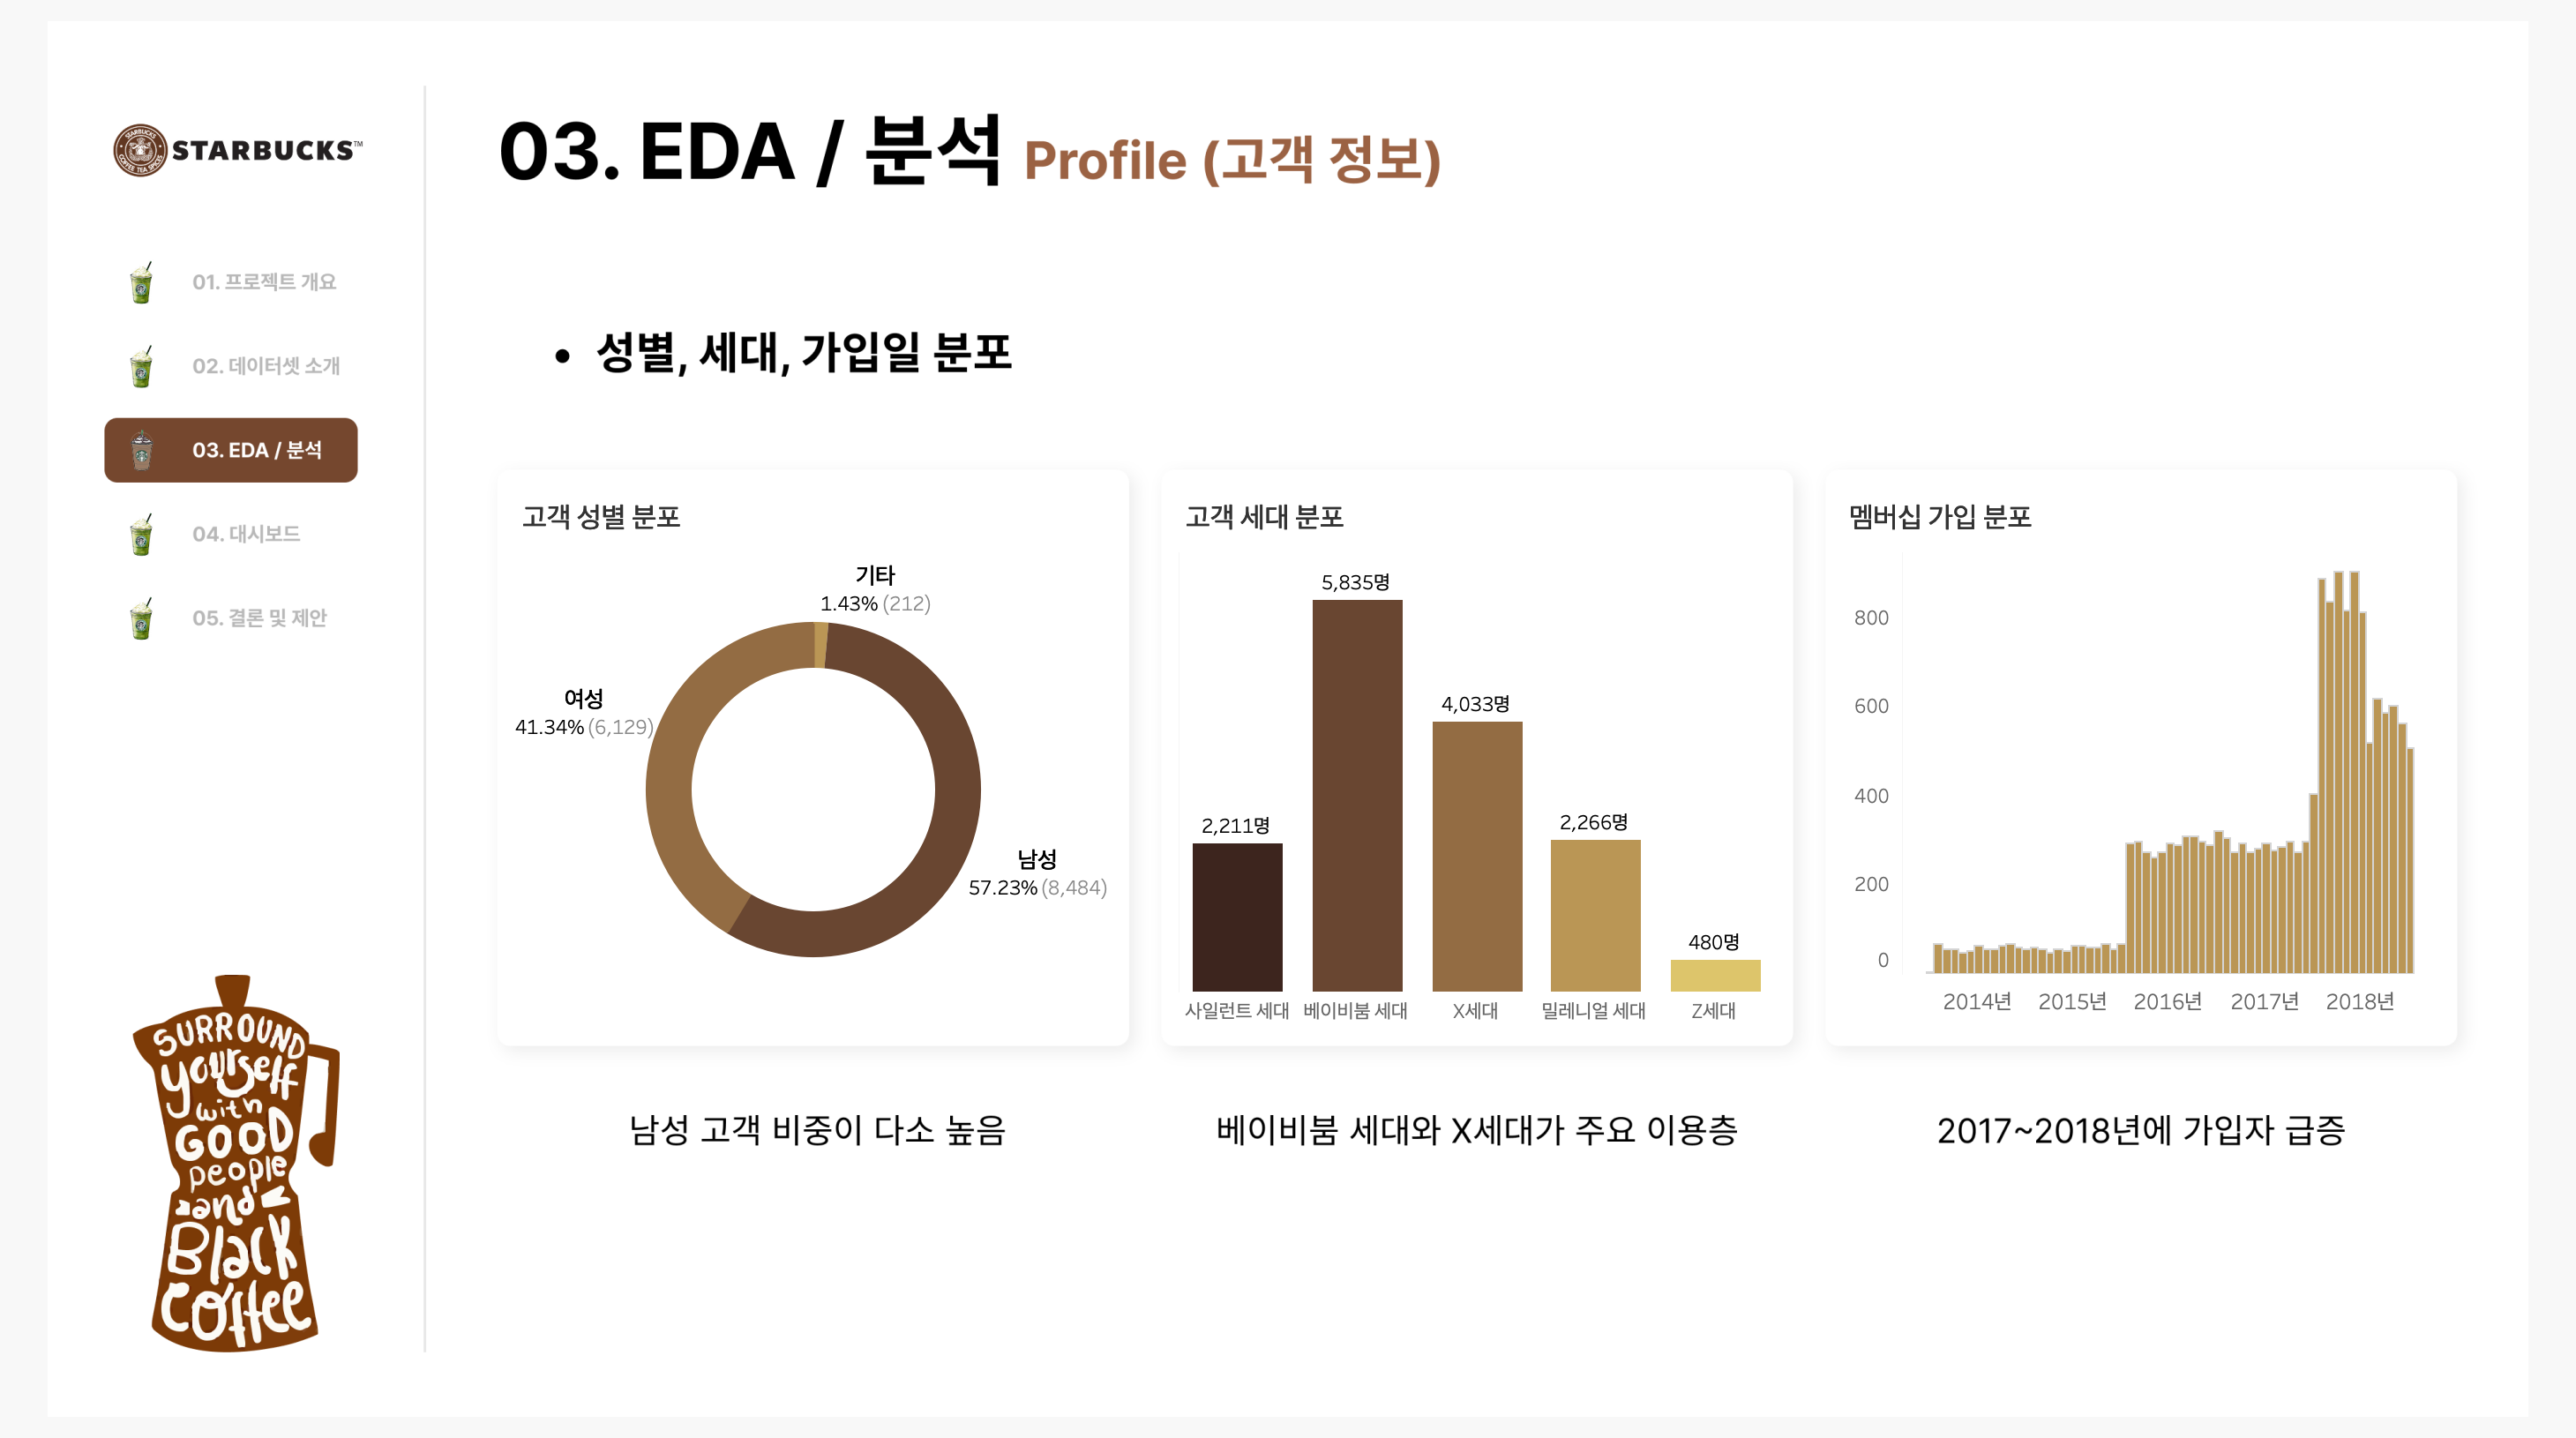 STARBUCKS COFFEE TEA SPICES
STARBUCKS™
01. 프로젝트 개요
02. 데이터셋 소개
03. EDA / 분석
04. 대시보드
05. 결론 및 제안
SURROUND
yourself
with
GOOD
people
and
Black
Coffee
03. EDA / 분석 Profile (고객 정보)
• 성별, 세대, 가입일 분포
고객 성별 분포
기타
1.43% (212)
여성
41.34% (6,129)
남성
57.23% (8,484)
남성 고객 비중이 다소 높음
고객 세대 분포
5,835명
4,033명
2,211명
2,266명
480명
사일런트 세대 베이비붐 세대 X세대 밀레니얼 세대 Z세대
베이비붐 세대와 X세대가 주요 이용층
멤버십 가입 분포
800
600
400
200
0
2014년 2015년 2016년 2017년 2018년
2017~2018년에 가입자 급증